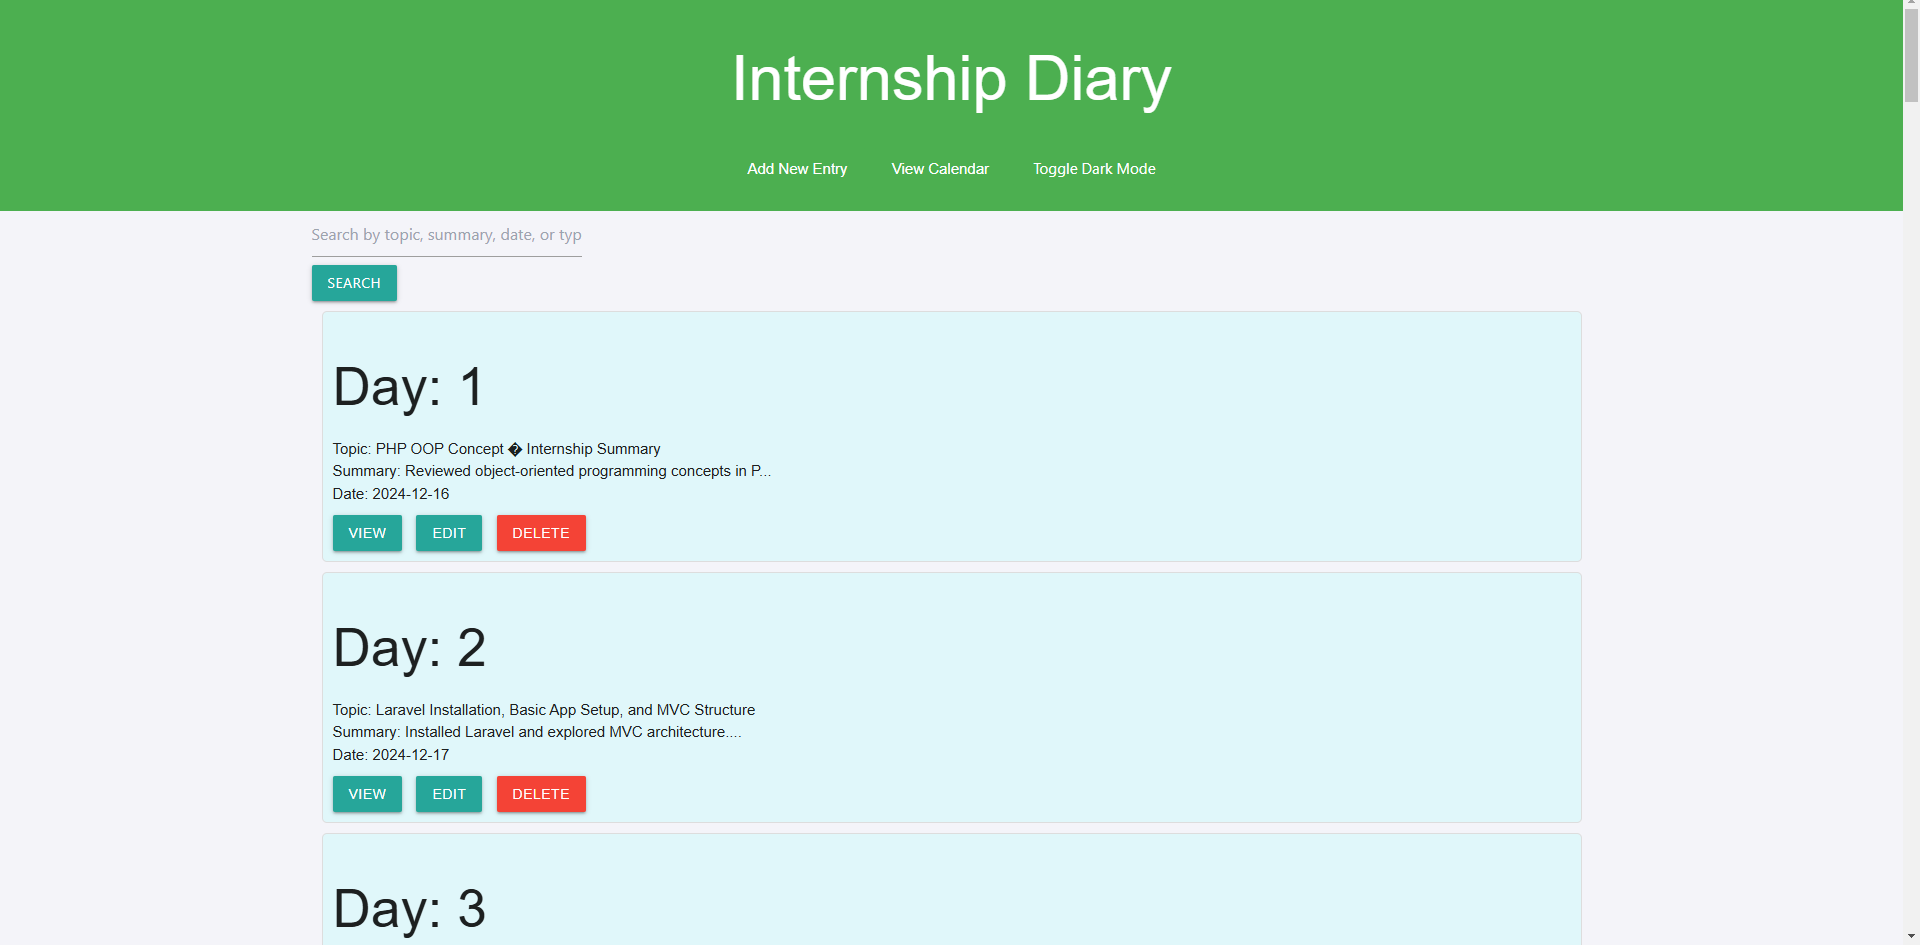 Internship Diary
Add New Entry View Calendar Toggle Dark Mode
Search by topic, summary, date, or typ
SEARCH
Day: 1
Topic: PHP OOP Concept � Internship Summary
Summary: Reviewed object-oriented programming concepts in P...
Date: 2024-12-16
VIEW EDIT DELETE
Day: 2
Topic: Laravel Installation, Basic App Setup, and MVC Structure
Summary: Installed Laravel and explored MVC architecture....
Date: 2024-12-17
VIEW EDIT DELETE
Day: 3